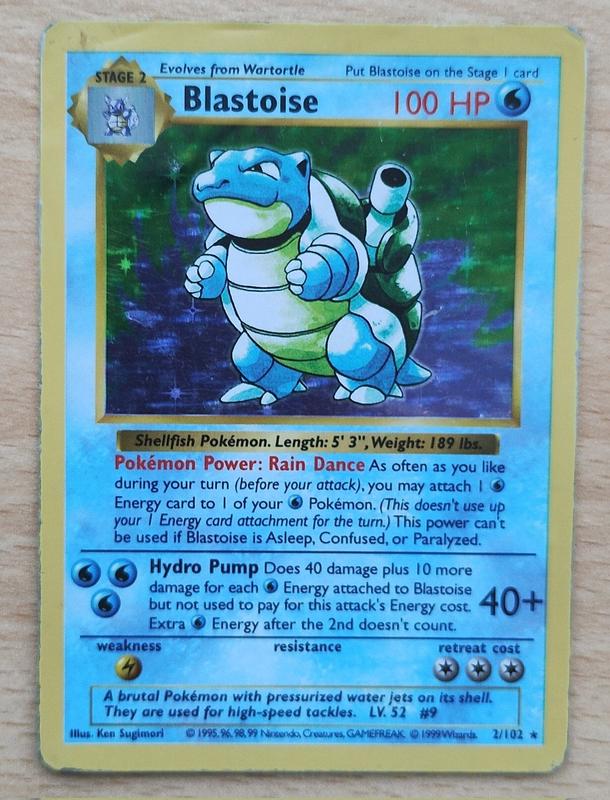 STAGE 2
Evolves from Wartortle
Put Blastoise on the Stage 1 card
Blastoise
100 HP
Shellfish Pokémon. Length: 5' 3", Weight: 189 lbs.
Pokémon Power: Rain Dance As often as you like
during your turn (before your attack), you may attach 1
Energy card to 1 of your Pokémon. (This doesn't use up
your 1 Energy card attachment for the turn.) This power can't
be used if Blastoise is Asleep, Confused, or Paralyzed.
Hydro Pump Does 40 damage plus 10 more
damage for each Energy attached to Blastoise
but not used to pay for this attack's Energy cost.
Extra Energy after the 2nd doesn't count.
40+
weakness
resistance
retreat cost
A brutal Pokémon with pressurized water jets on its shell.
They are used for high-speed tackles. LV. 52 #9
Illus. Ken Sugimori
© 1995, 96, 98, 99 Nintendo, Creatures, GAMEFREAK. © 1999 Wizards.
2/102 ★